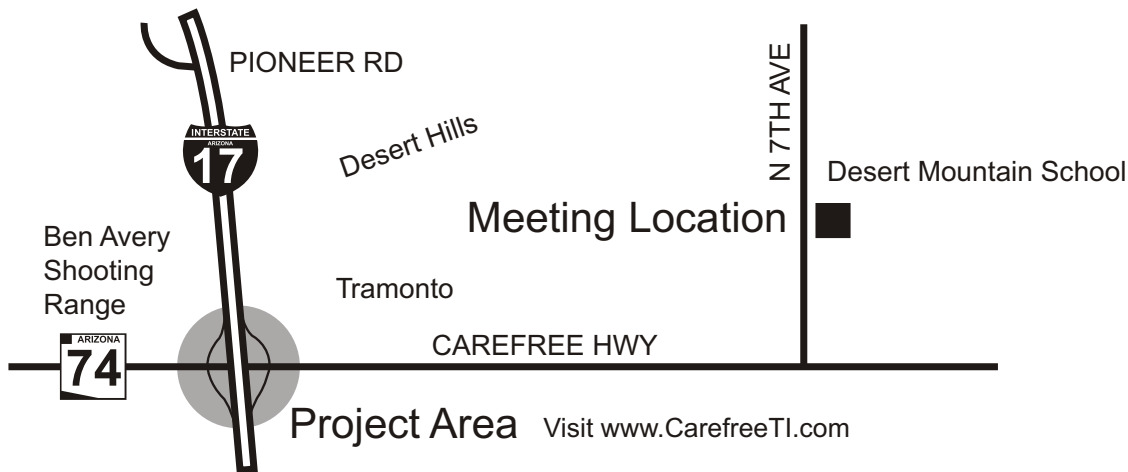 PIONEER RD
N 7TH AVE
INTERSTATE
ARIZONA
17
Desert Hills
Desert Mountain School
Meeting Location
Ben Avery
Shooting
Range
Tramonto
ARIZONA
74
CAREFREE HWY
Project Area
Visit www.CarefreeTI.com